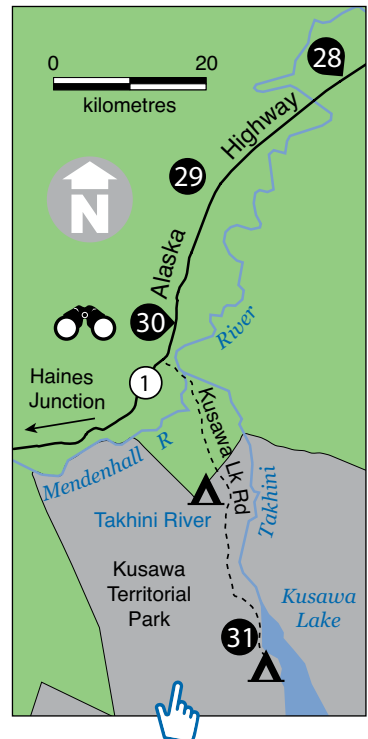 0 20
kilometres
28
Highway
29
N
Alaska
30
River
Haines
Junction
1
Kusawa Lk Rd
Mendenhall R
Takhini
Takhini River
Kusawa
Territorial
Park
Kusawa
Lake
31